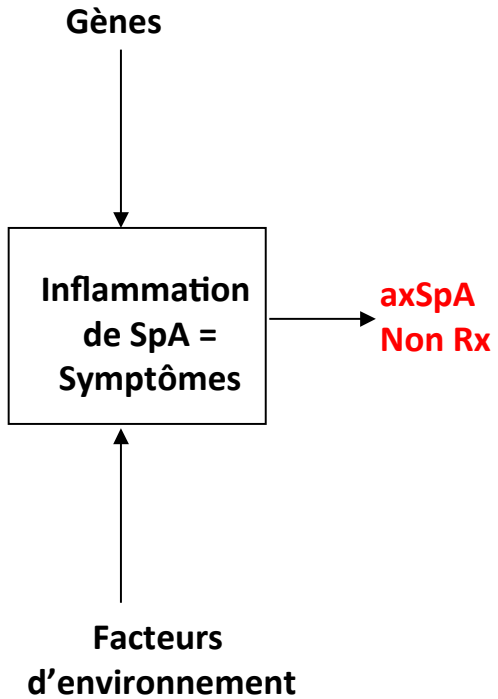 Gènes
Inflammation
de SpA =
Symptômes
axSpA
Non Rx
Facteurs
d’environnement